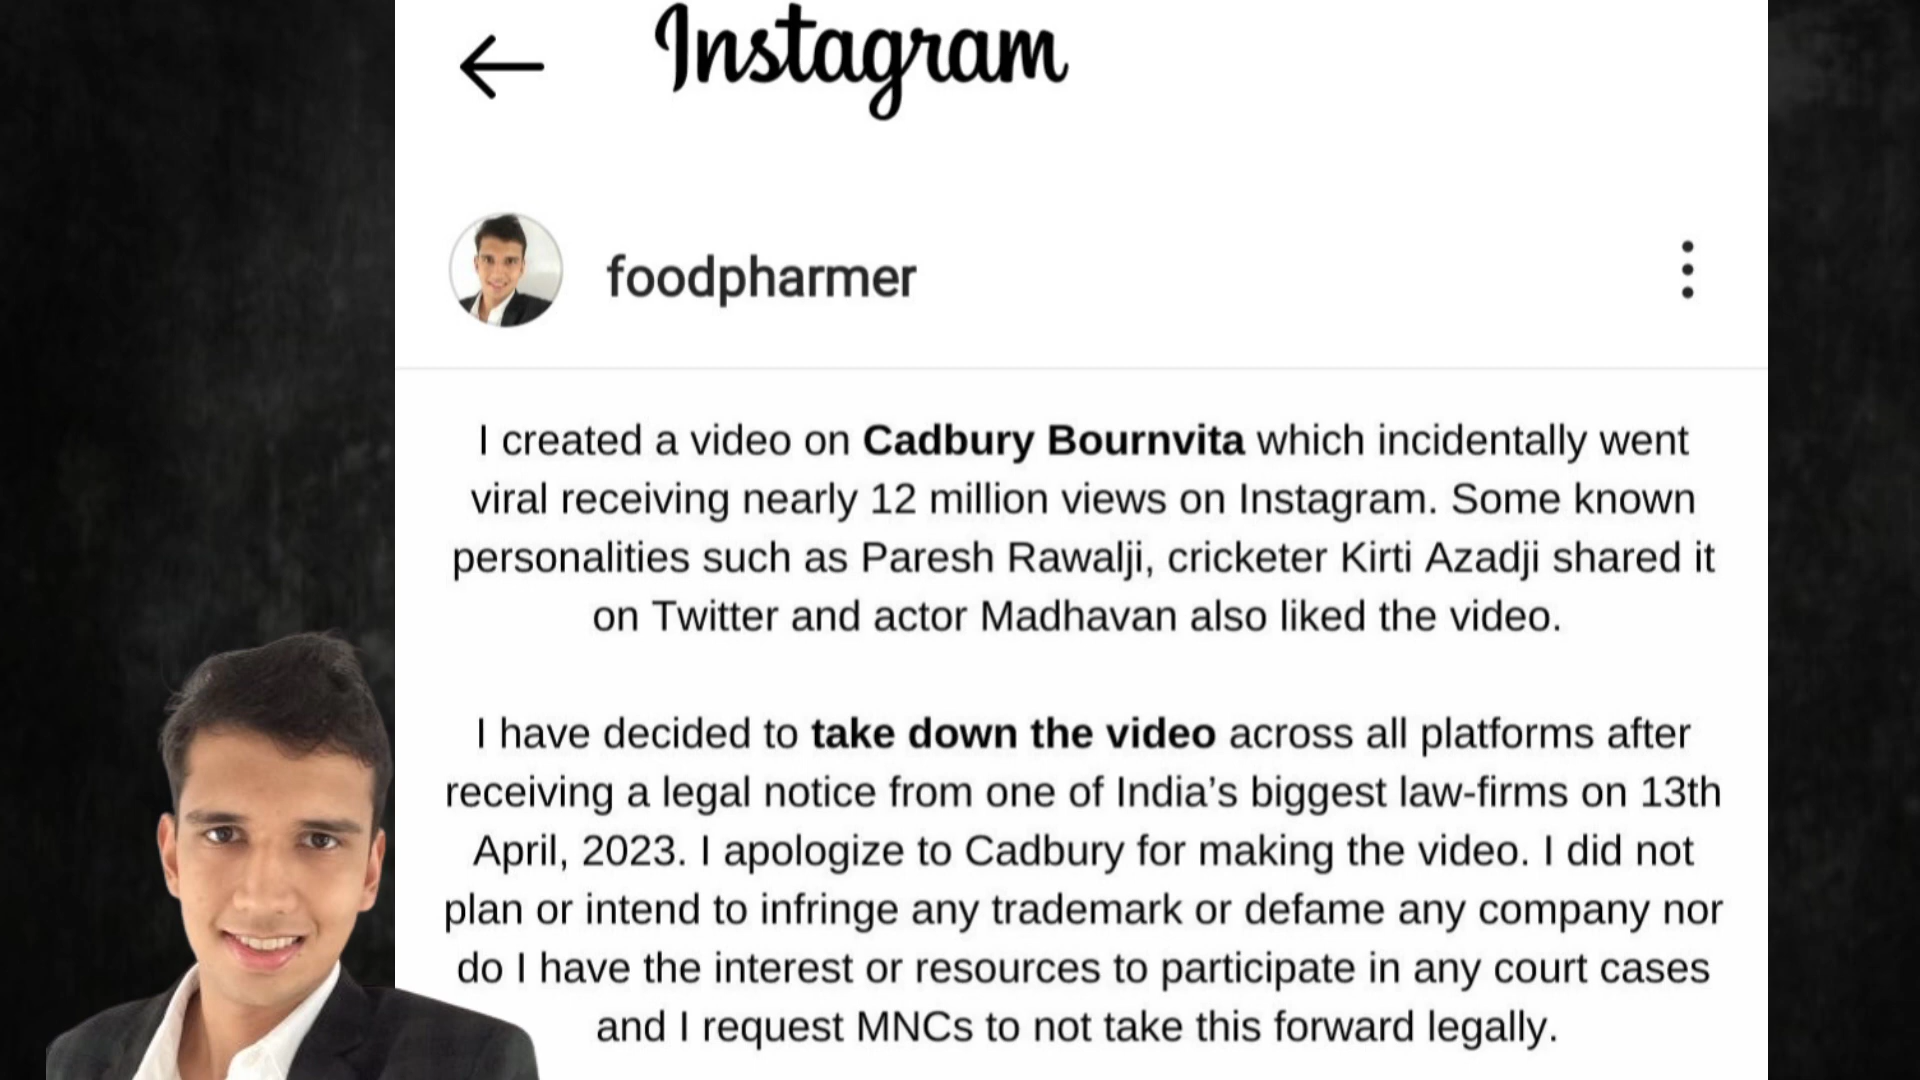 Instagram
foodpharmer
I created a video on Cadbury Bournvita which incidentally went
viral receiving nearly 12 million views on Instagram. Some known
personalities such as Paresh Rawalji, cricketer Kirti Azadji shared it
on Twitter and actor Madhavan also liked the video.
I have decided to take down the video across all platforms after
receiving a legal notice from one of India’s biggest law-firms on 13th
April, 2023. I apologize to Cadbury for making the video. I did not
plan or intend to infringe any trademark or defame any company nor
do I have the interest or resources to participate in any court cases
and I request MNCs to not take this forward legally.